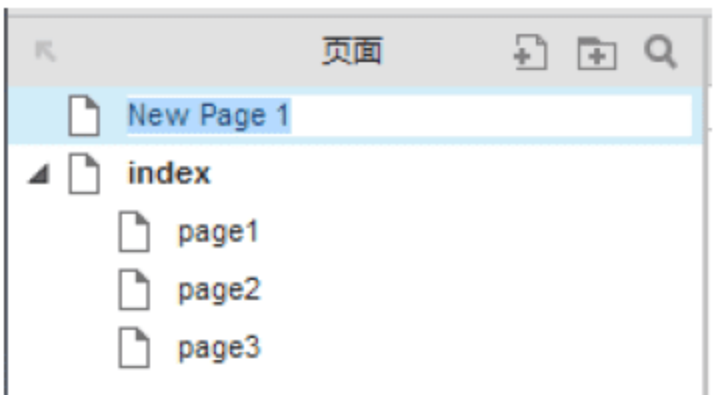 页面
New Page 1
index
page1
page2
page3